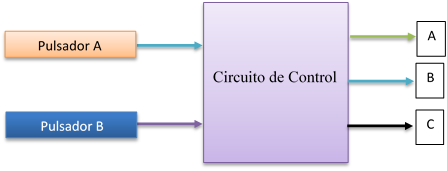 Pulsador A
Pulsador B
Circuito de Control
A
B
C